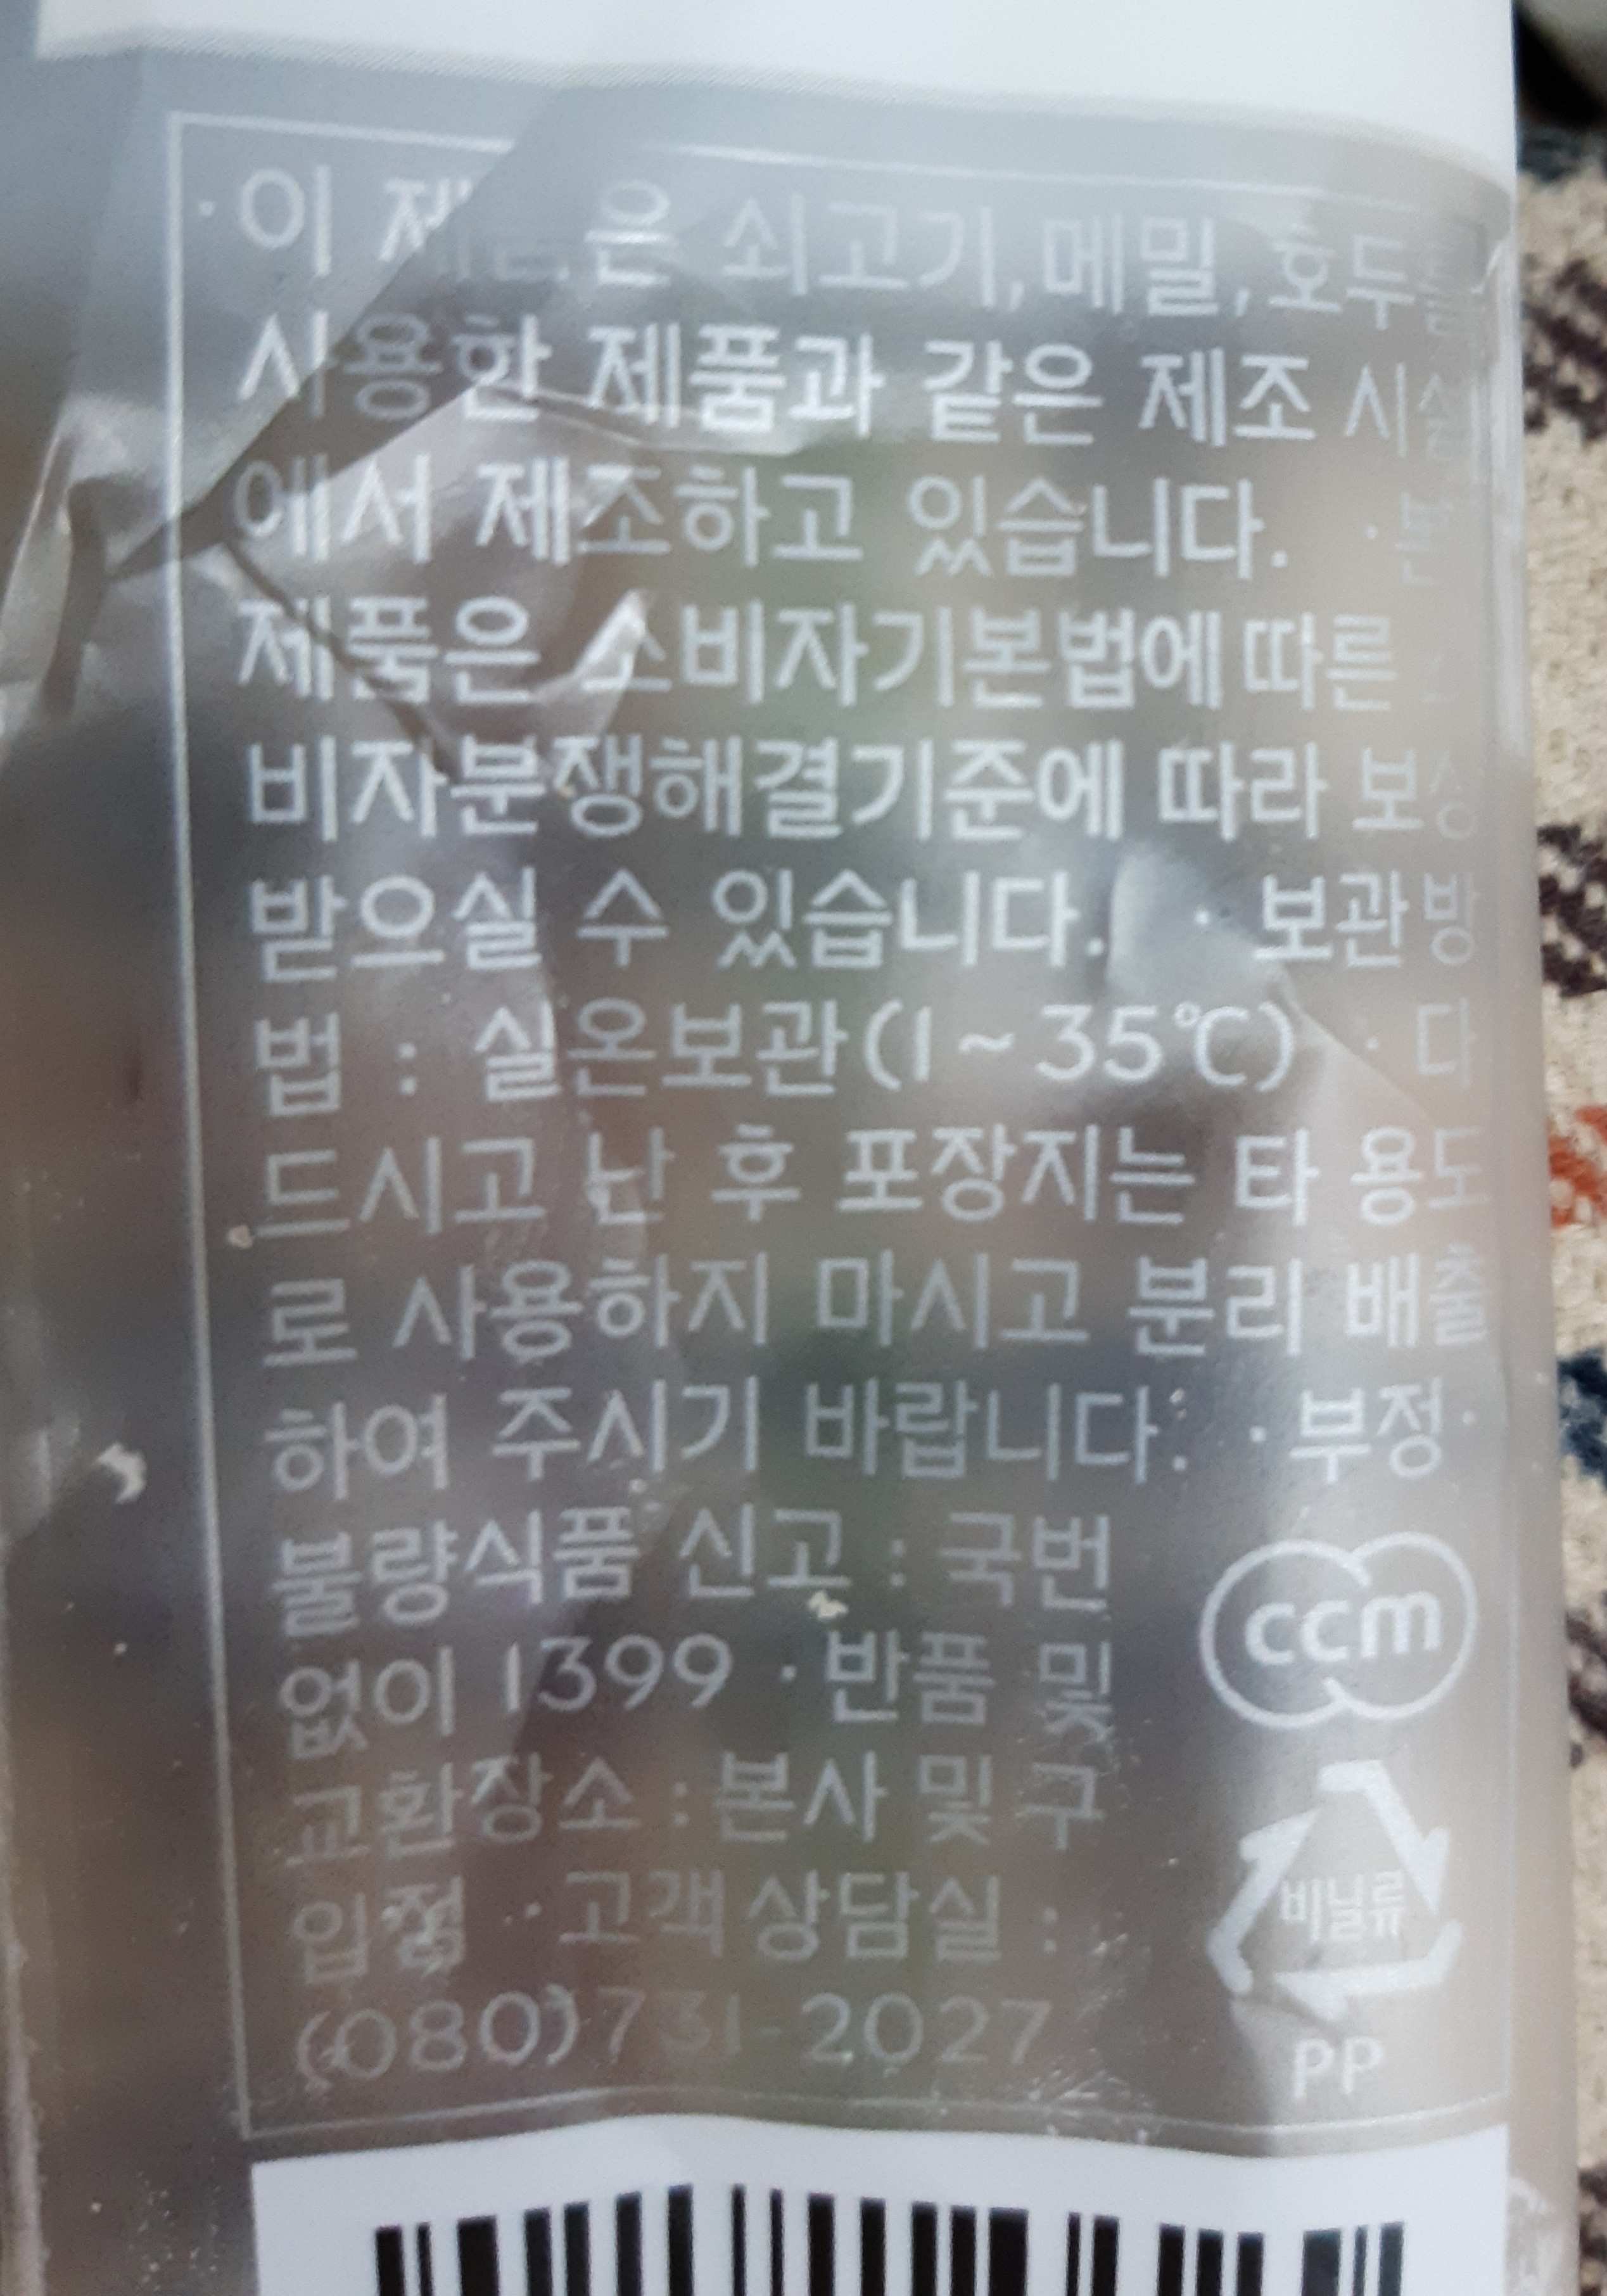 ·이 제품은 쇠고기,메밀,호두를
사용한 제품과 같은 제조 시설
에서 제조하고 있습니다. ·본
제품은 소비자기본법에 따른 소
비자분쟁해결기준에 따라 보상
받으실 수 있습니다. ·보관방
법 : 실온보관(1~35℃) ·다
드시고 난 후 포장지는 타 용도
로 사용하지 마시고 분리 배출
하여 주시기 바랍니다. ·부정·
불량식품 신고 : 국번
없이 1399 ·반품 및
교환장소 : 본사 및 구
입점 ·고객상담실 :
(080)731-2027
ccm
비닐류
PP